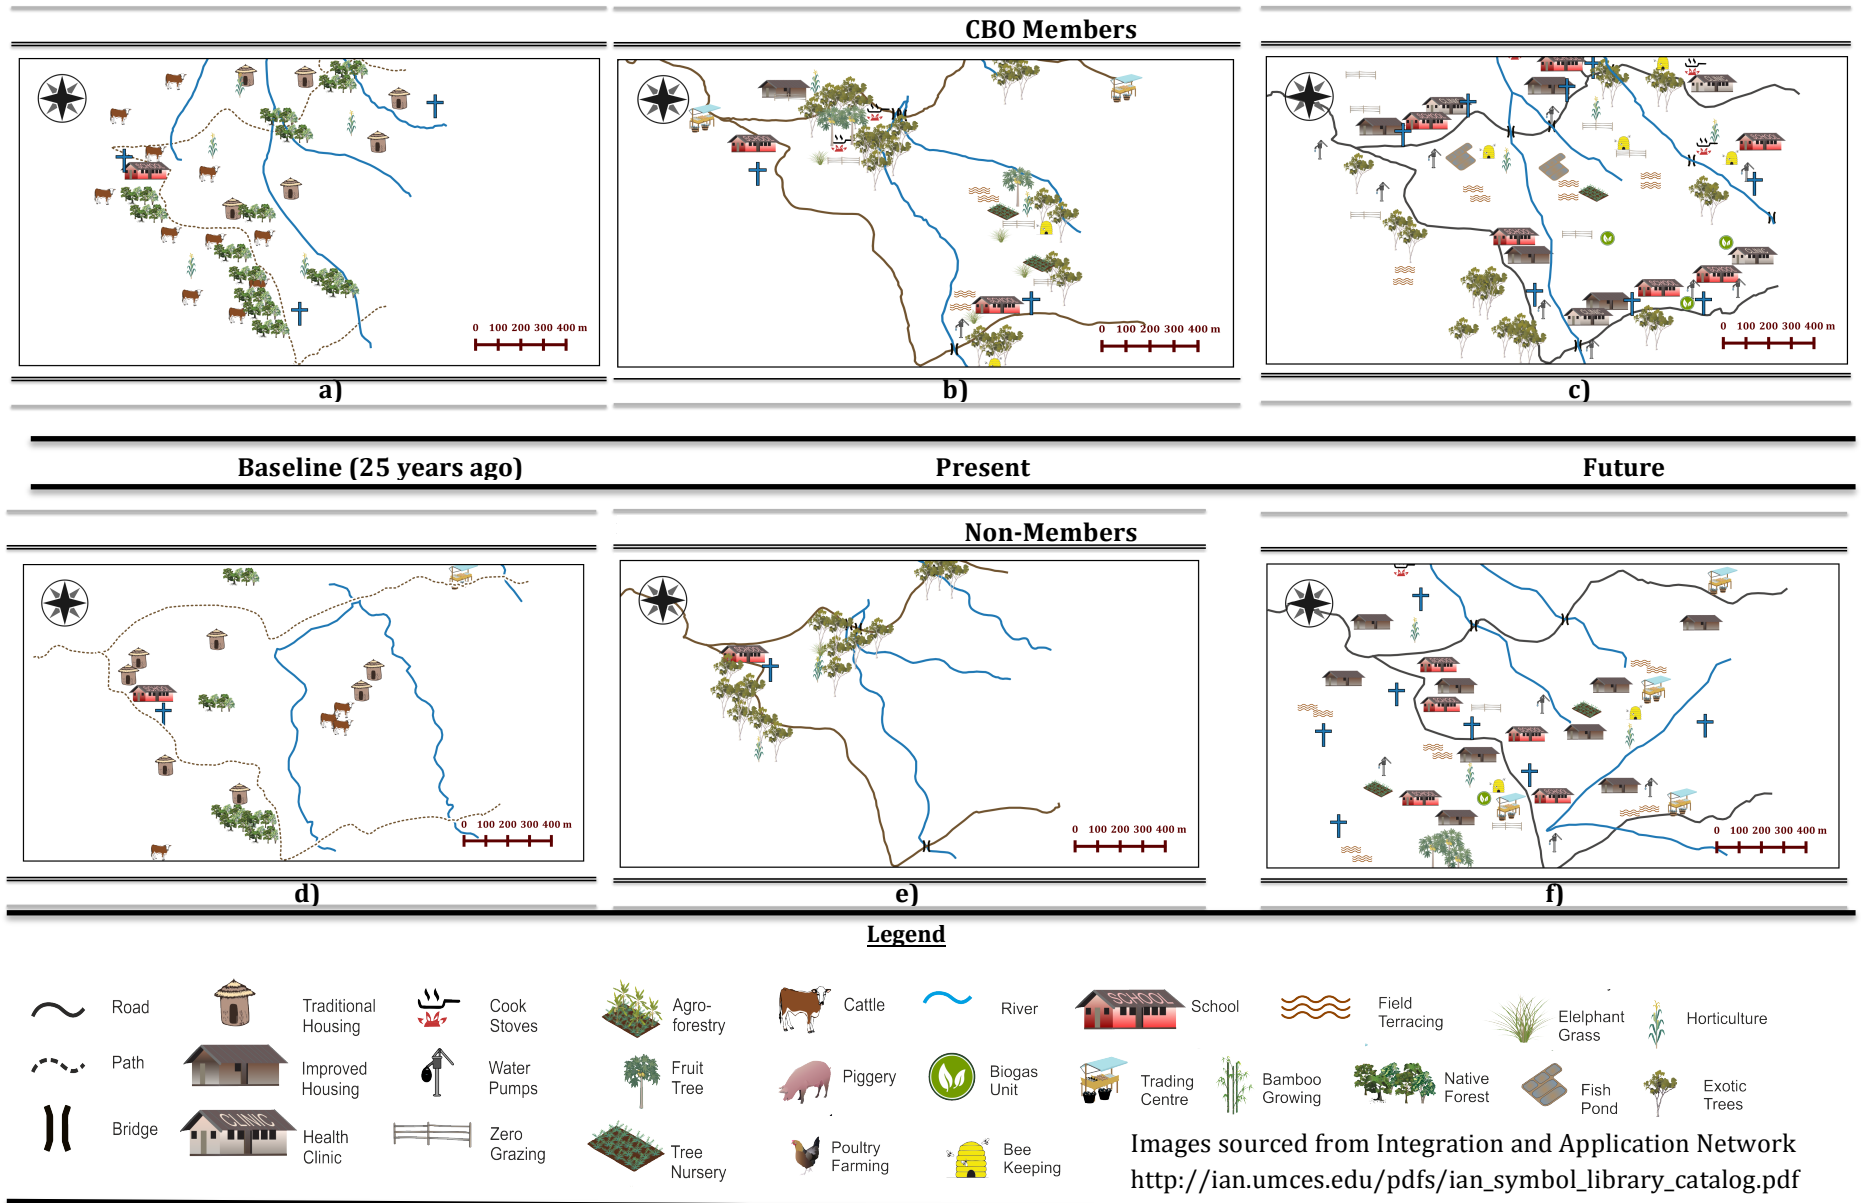 CBO Members
0 100 200 300 400 m
0 100 200 300 400 m
0 100 200 300 400 m
a)
b)
c)
Baseline (25 years ago)
Present
Future
Non-Members
0 100 200 300 400 m
0 100 200 300 400 m
0 100 200 300 400 m
d)
e)
f)
Legend
Road
Traditional
Housing
Cook
Stoves
Agro-
forestry
Cattle
River
SCHOOL
School
Field
Terracing
Elelphant
Grass
Horticulture
Path
Improved
Housing
Water
Pumps
Fruit
Tree
Piggery
Biogas
Unit
Trading
Centre
Bamboo
Growing
Native
Forest
Fish
Pond
Exotic
Trees
Bridge
CLINIC
Health
Clinic
Zero
Grazing
Tree
Nursery
Poultry
Farming
Bee
Keeping
Images sourced from Integration and Application Network
http://ian.umces.edu/pdfs/ian_symbol_library_catalog.pdf